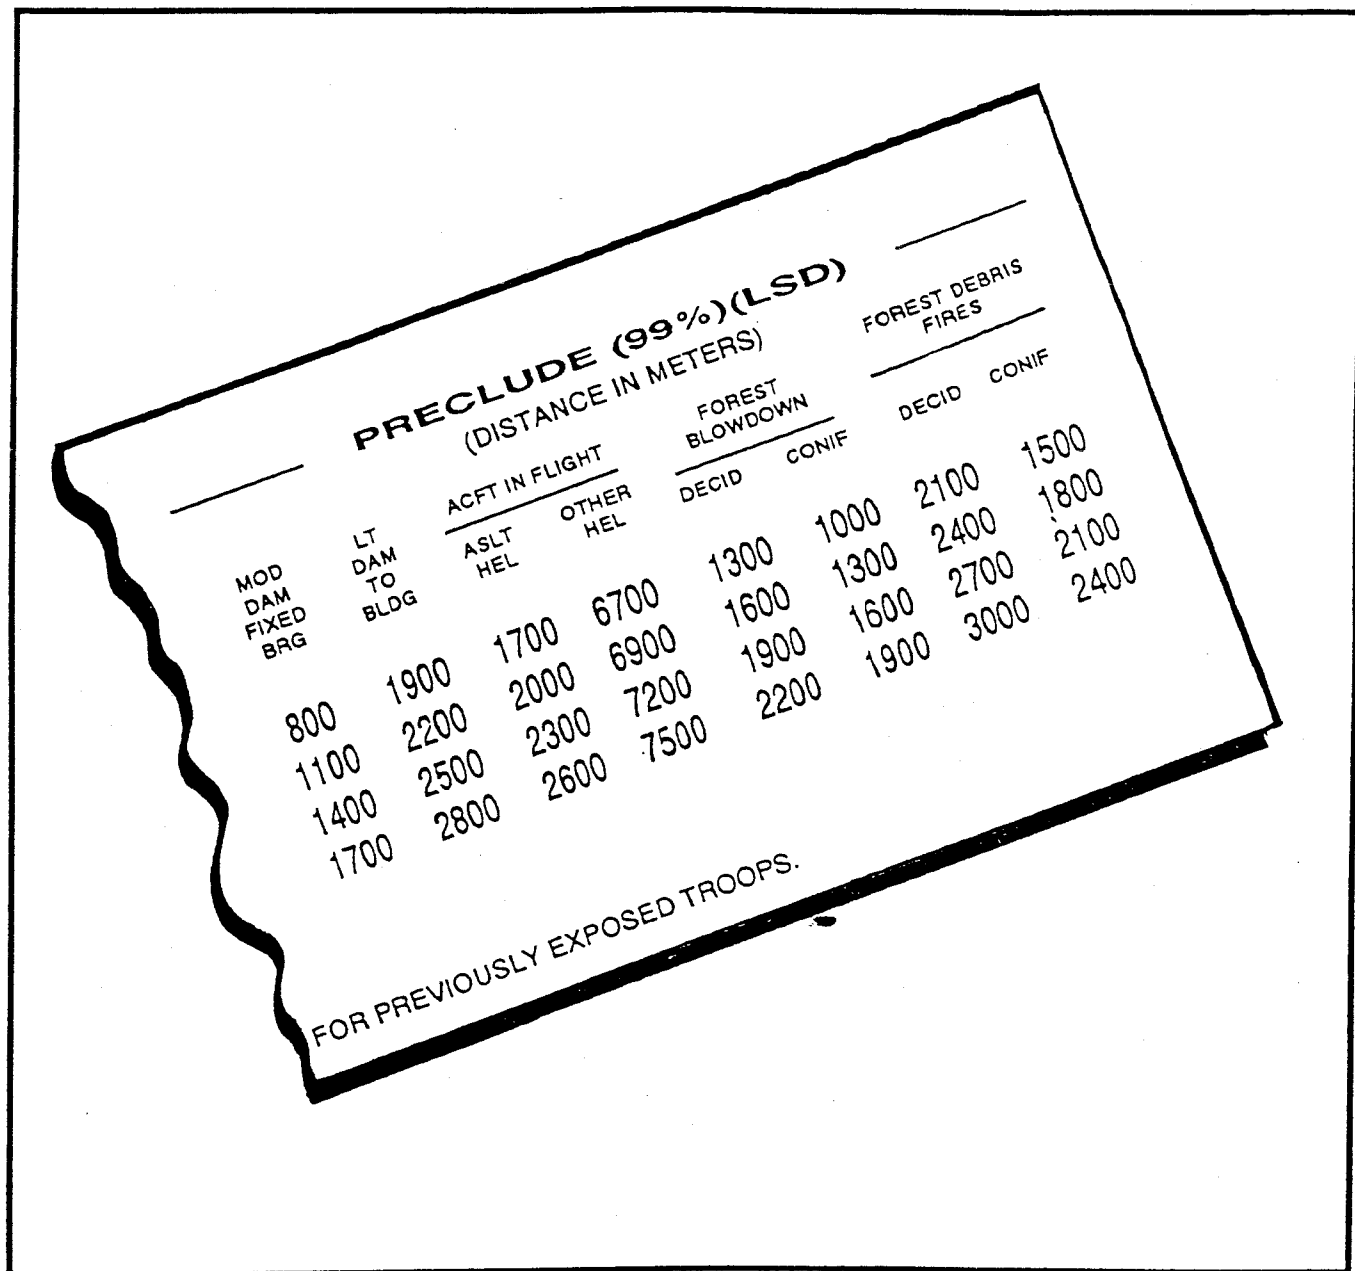 PRECLUDE (99%)(LSD)
(DISTANCE IN METERS)
ACFT IN FLIGHT FOREST BLOWDOWN FOREST DEBRIS FIRES
MOD DAM FIXED BRG LT DAM TO BLDG ASLT HEL OTHER HEL DECID CONIF DECID CONIF
800 1900 1700 6700 1300 1000 2100 1500
1100 2200 2000 6900 1600 1300 2400 1800
1400 2500 2300 7200 1900 1600 2700 2100
1700 2800 2600 7500 2200 1900 3000 2400
FOR PREVIOUSLY EXPOSED TROOPS.